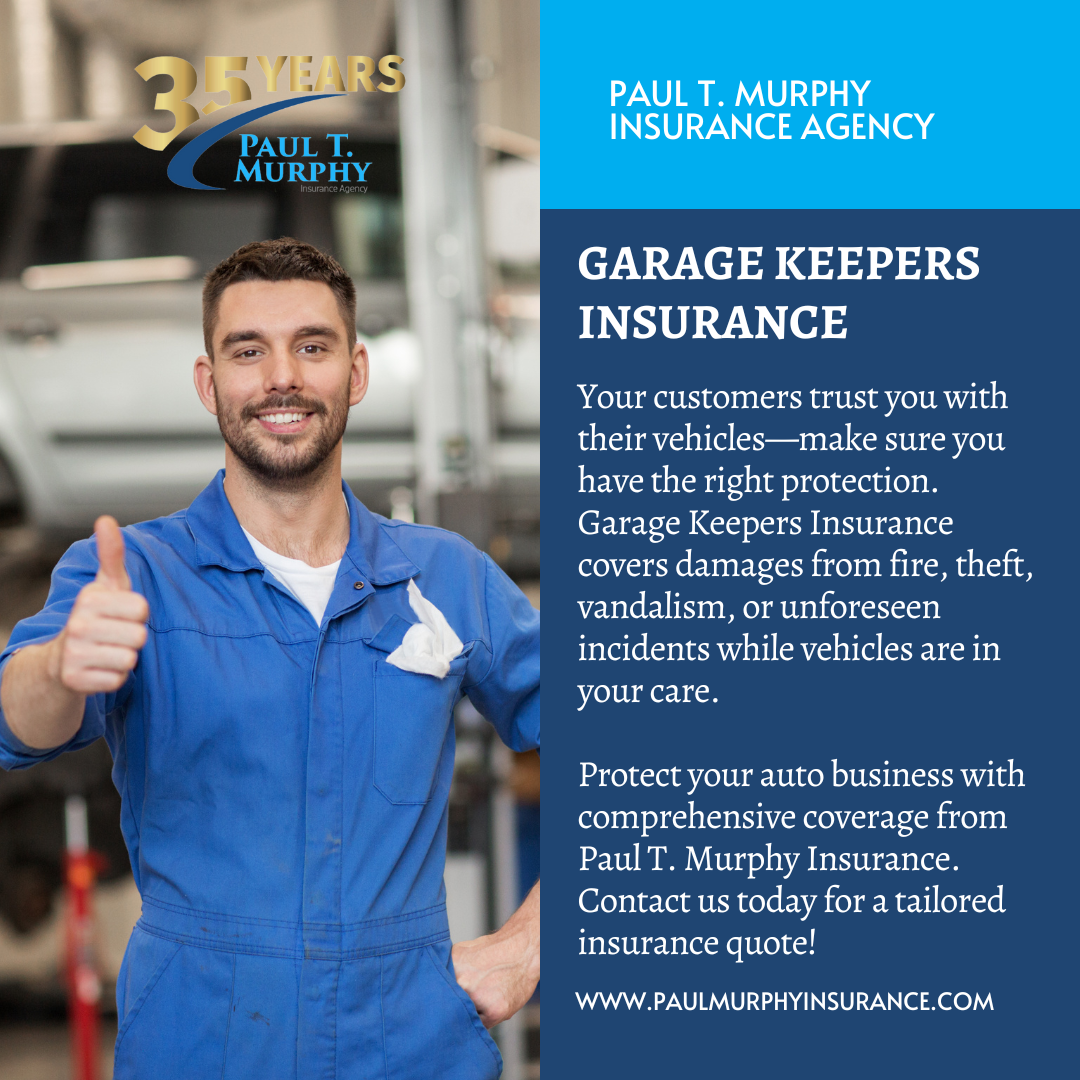 35 YEARS
PAUL T.
MURPHY
Insurance Agency
PAUL T. MURPHY
INSURANCE AGENCY
GARAGE KEEPERS
INSURANCE
Your customers trust you with
their vehicles—make sure you
have the right protection.
Garage Keepers Insurance
covers damages from fire, theft,
vandalism, or unforeseen
incidents while vehicles are in
your care.
Protect your auto business with
comprehensive coverage from
Paul T. Murphy Insurance.
Contact us today for a tailored
insurance quote!
WWW.PAULMURPHYINSURANCE.COM